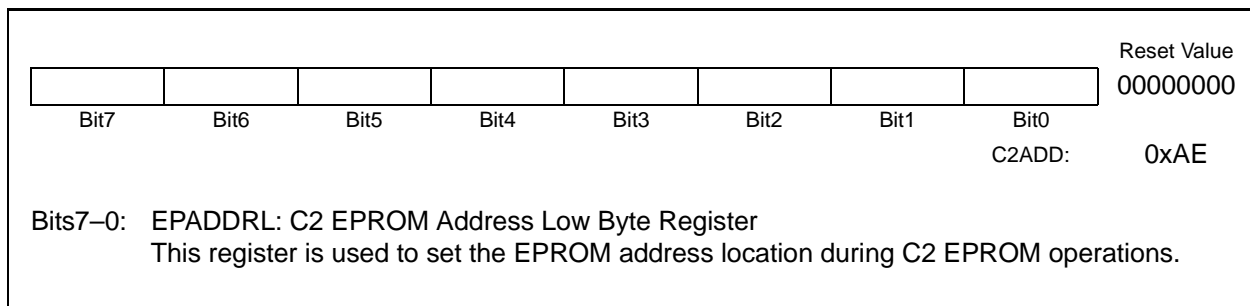 Reset Value
00000000
Bit7 Bit6 Bit5 Bit4 Bit3 Bit2 Bit1 Bit0
C2ADD: 0xAE
Bits7–0: EPADDRL: C2 EPROM Address Low Byte Register
This register is used to set the EPROM address location during C2 EPROM operations.